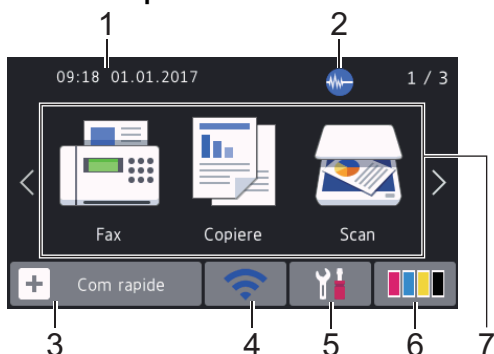 1 2
09:18 01.01.2017 1 / 3
Fax Copiere Scan
+ Com rapide
3 4 5 6 7